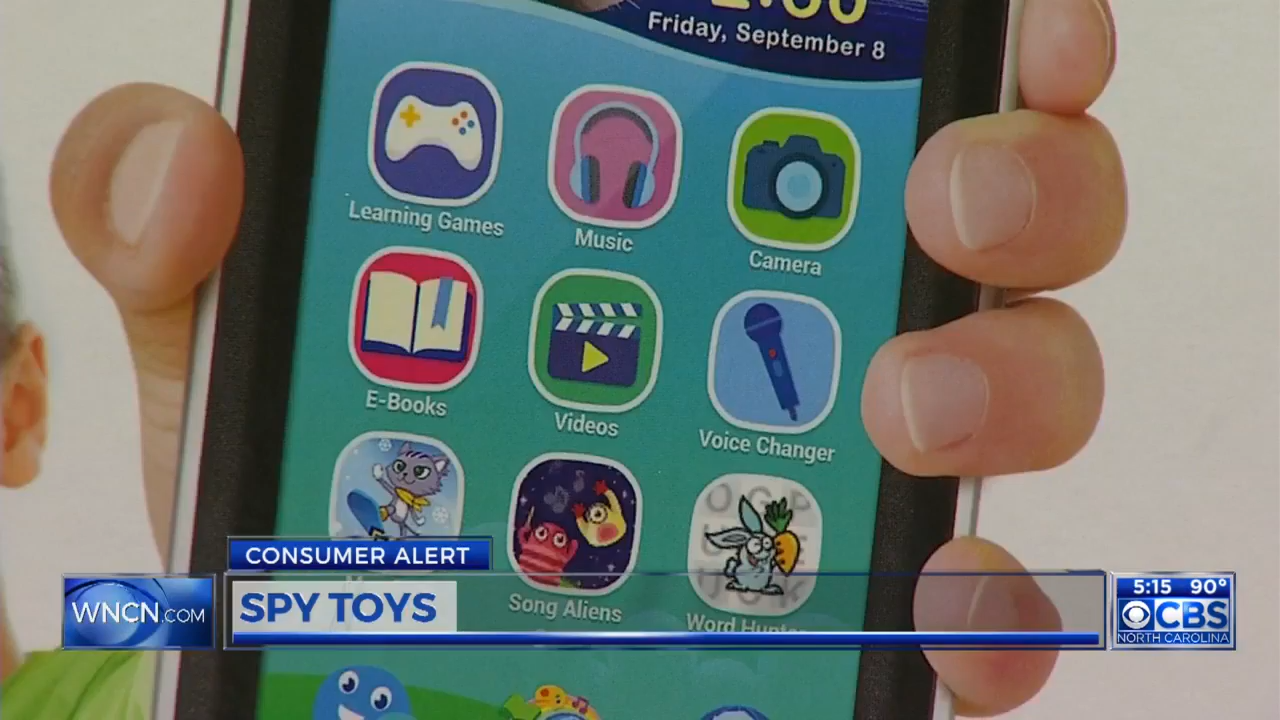 Friday, September 8
Learning Games
Music
Camera
E-Books
Videos
Voice Changer
Song Aliens
Word
CONSUMER ALERT
SPY TOYS
WNCN.COM
5:15 90°
CBS
NORTH CAROLINA